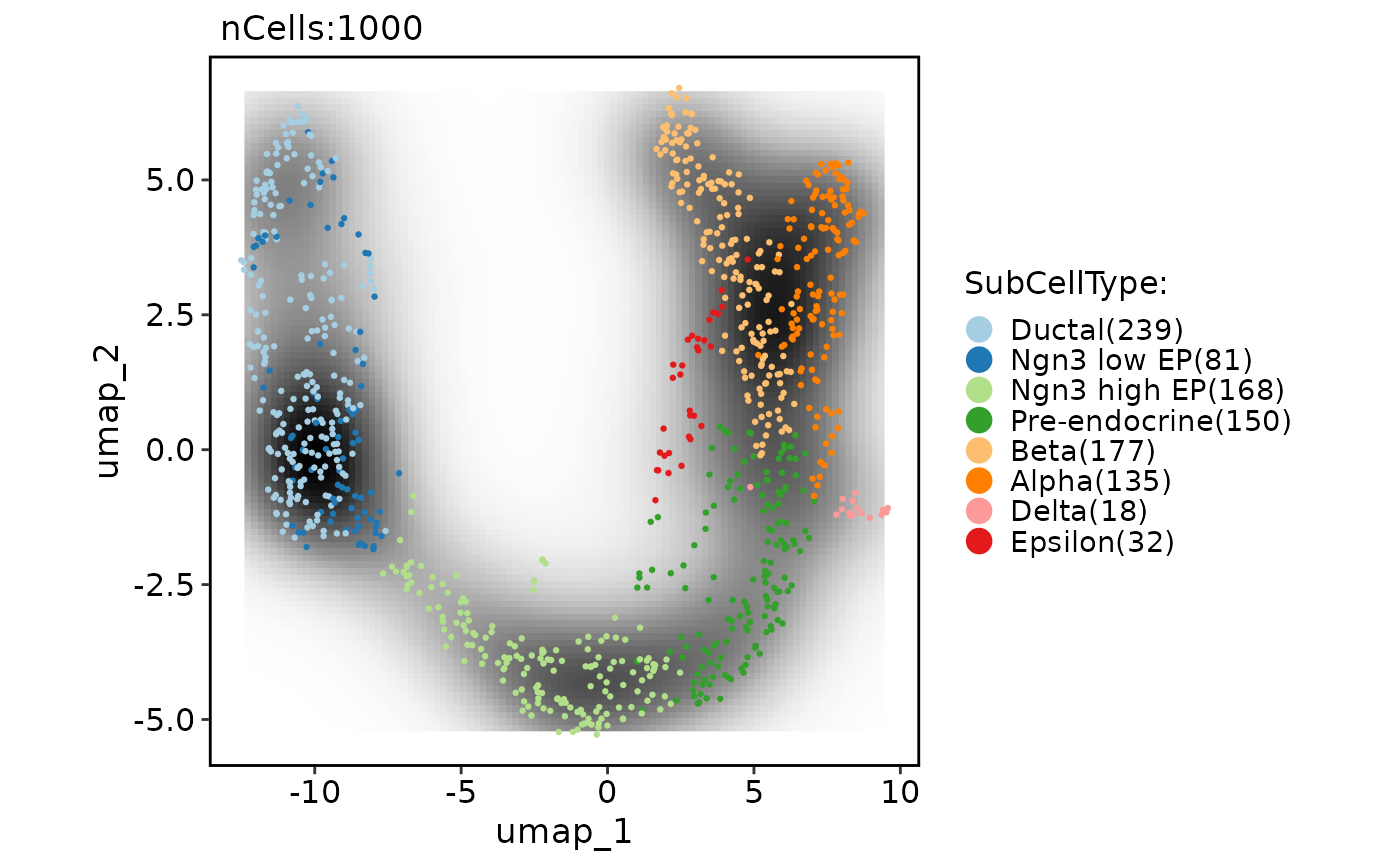 nCells:1000
umap_2
5.0
2.5
0.0
-2.5
-5.0
-10
-5
0
5
10
umap_1
SubCellType:
Ductal(239)
Ngn3 low EP(81)
Ngn3 high EP(168)
Pre-endocrine(150)
Beta(177)
Alpha(135)
Delta(18)
Epsilon(32)